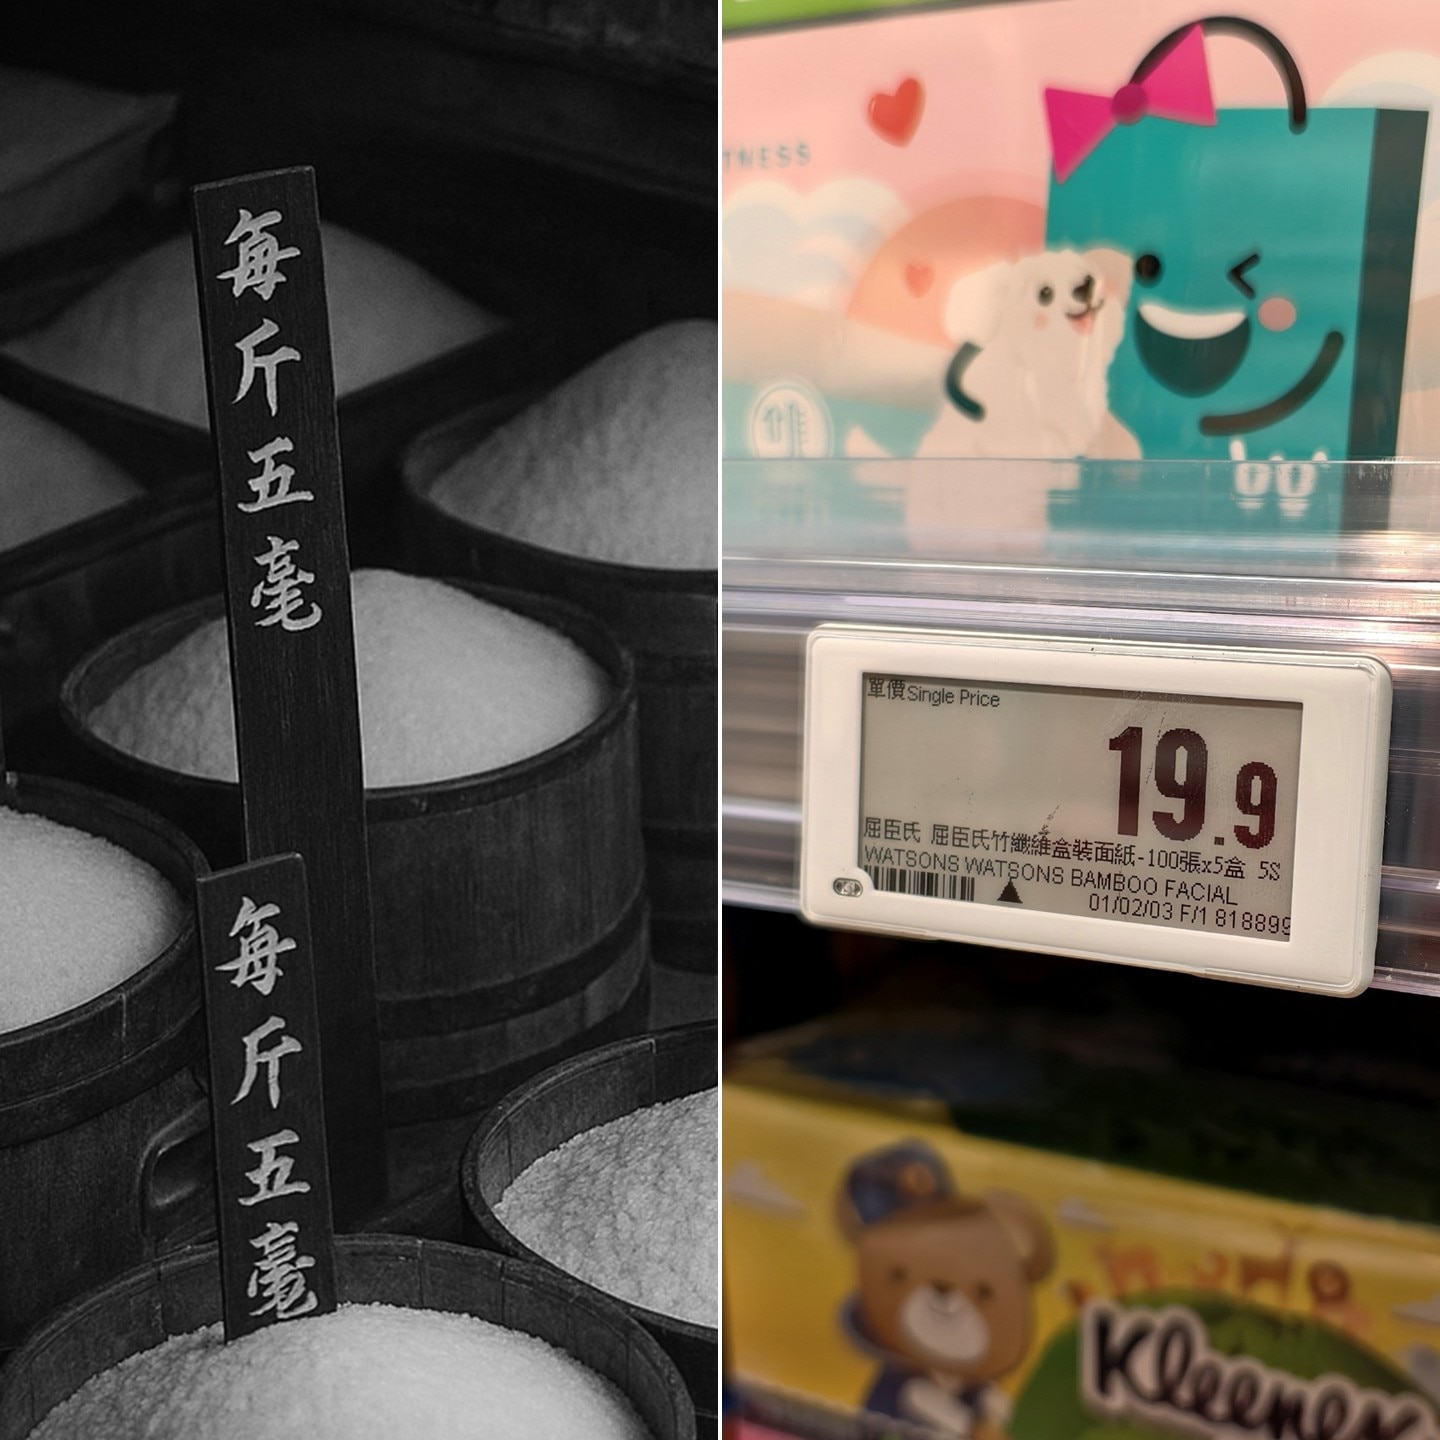 每斤五毫
每斤五毫
TNESS
單價Single Price
19.9
屈臣氏 屈臣氏竹纖維盒裝面紙-100張x5盒 5S
WATSONS WATSONS BAMBOO FACIAL
01/02/03 F/1 818899
Kleenex